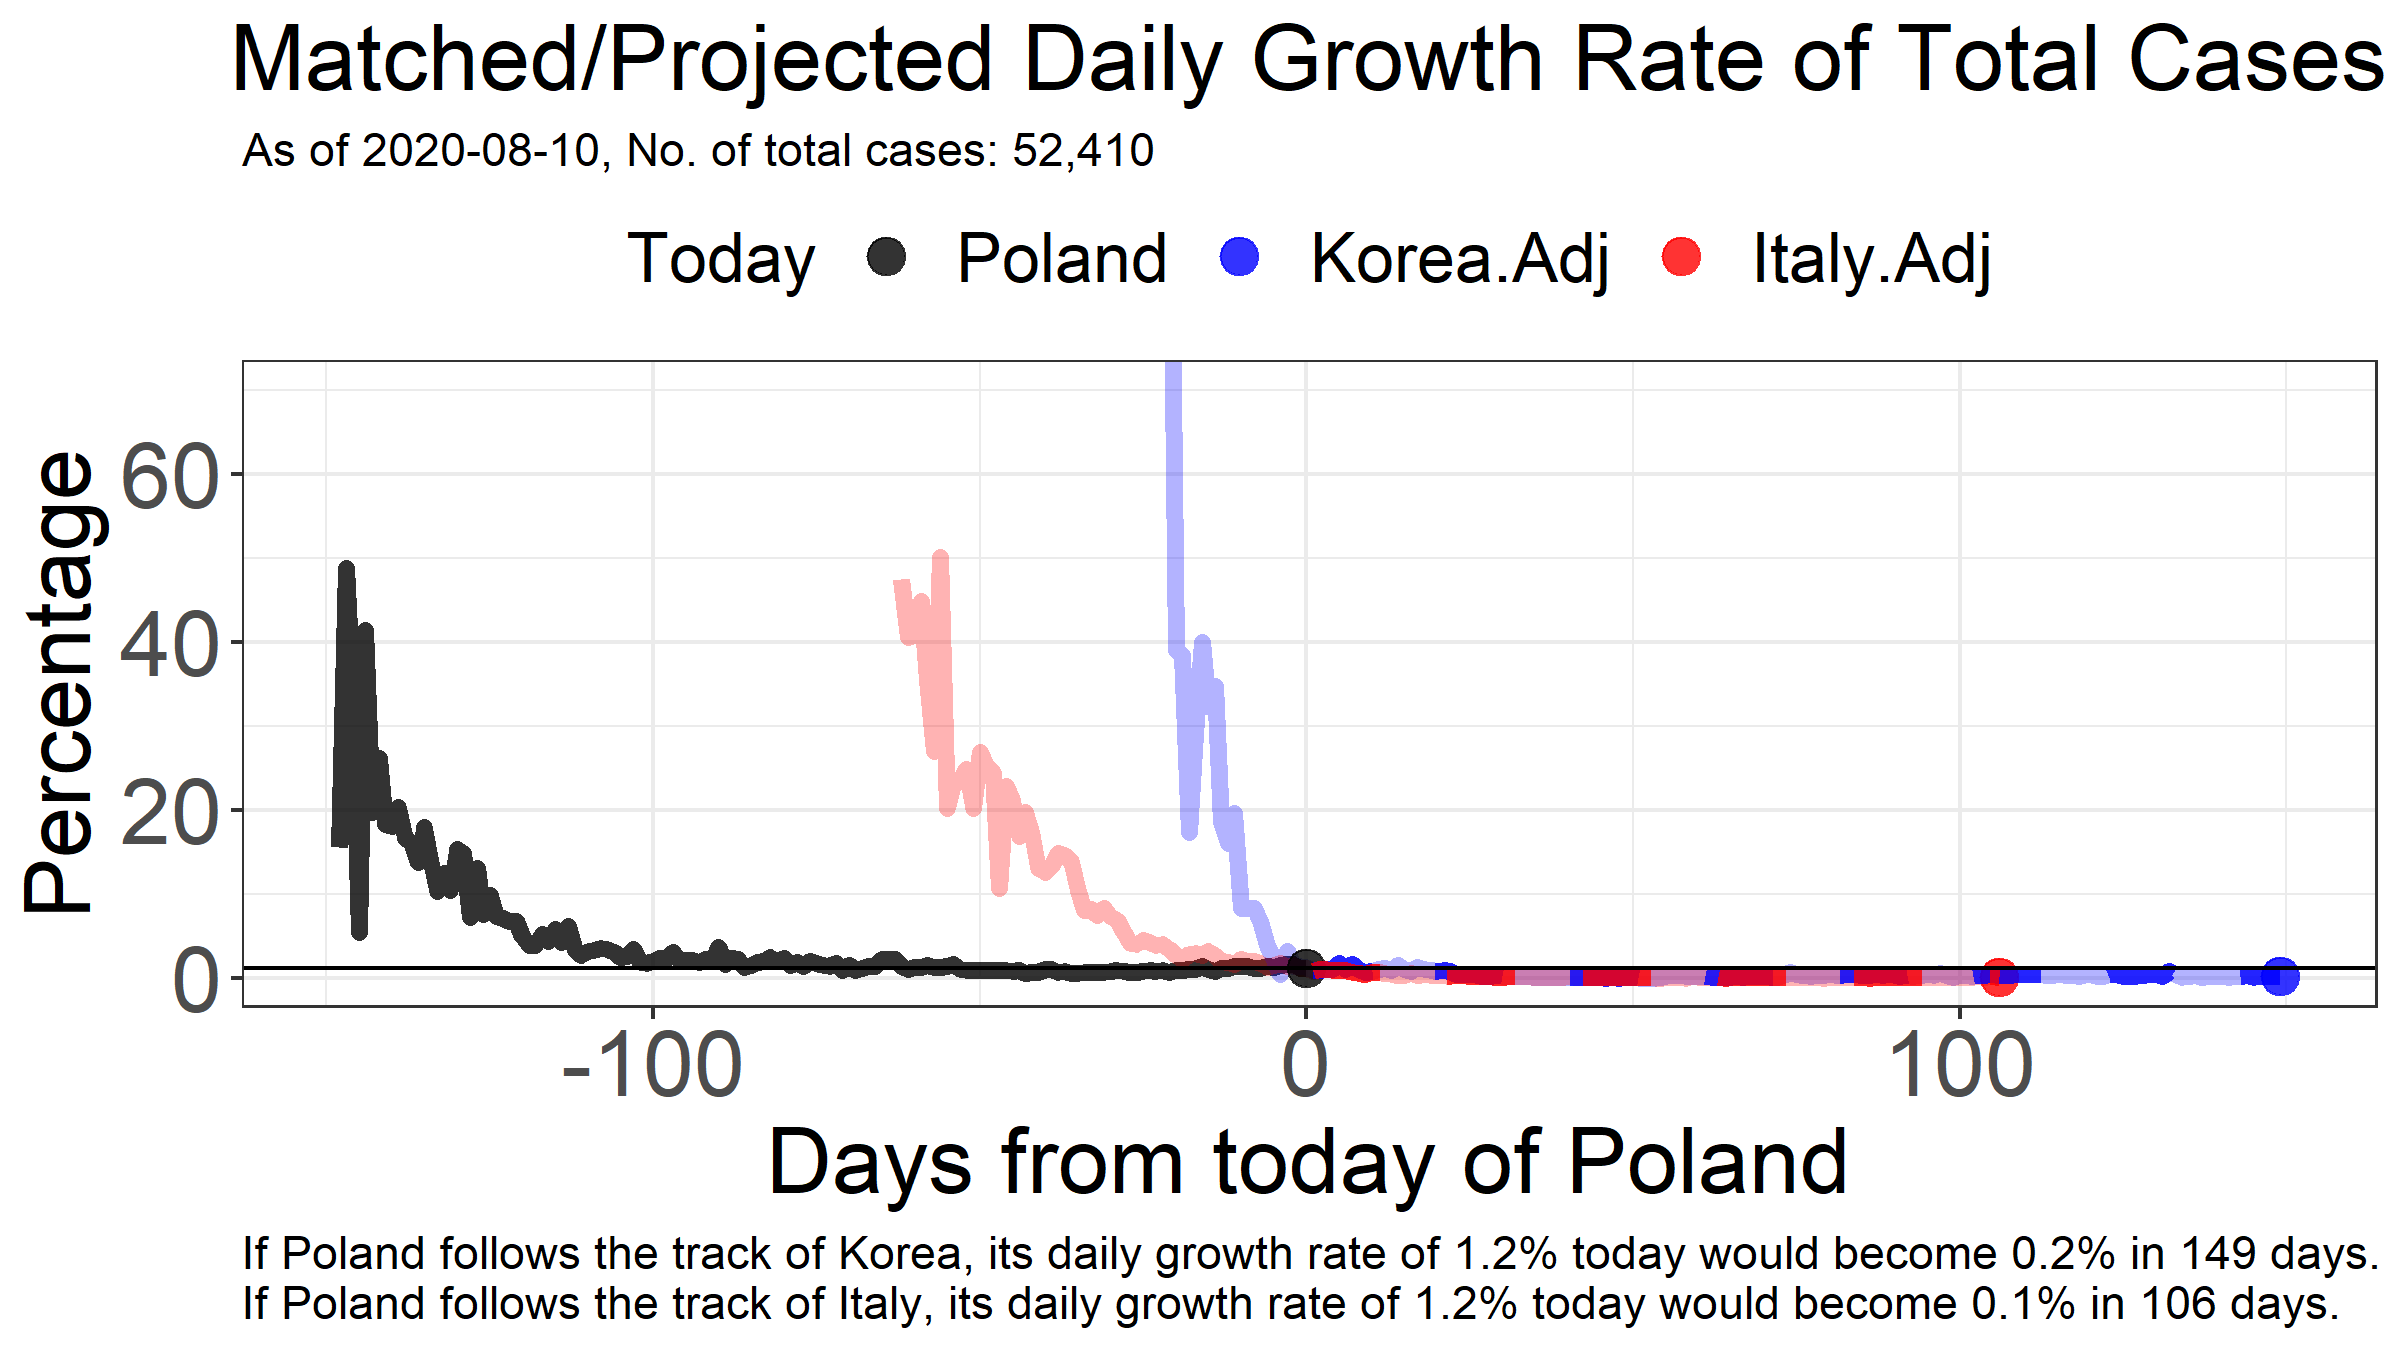 Matched/Projected Daily Growth Rate of Total Cases
As of 2020-08-10, No. of total cases: 52,410
Today Poland Korea.Adj Italy.Adj
Percentage
60
40
20
0
-100 0 100
Days from today of Poland
If Poland follows the track of Korea, its daily growth rate of 1.2% today would become 0.2% in 149 days.
If Poland follows the track of Italy, its daily growth rate of 1.2% today would become 0.1% in 106 days.